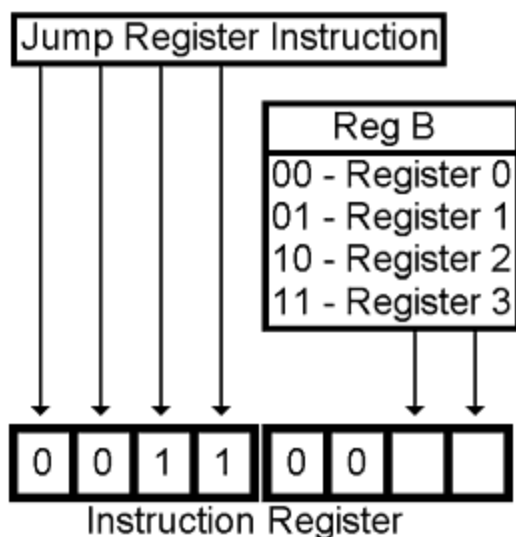 Jump Register Instruction
Reg B
00 - Register 0
01 - Register 1
10 - Register 2
11 - Register 3
0 0 1 1 0 0
Instruction Register